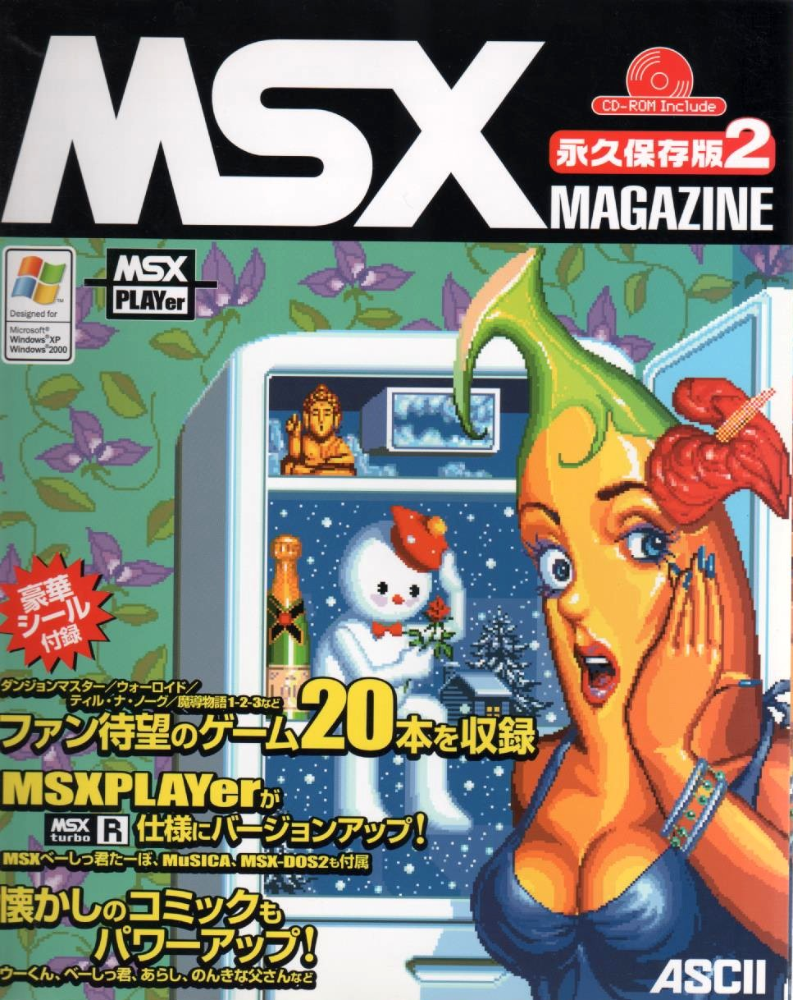 MSX
CD-ROM Include
永久保存版2
MAGAZINE
Designed for
Microsoft®
Windows®XP
Windows®2000
TM
MSX
PLAYer
豪華
シール
付録
ダンジョンマスター/ウォーロイド/
ティル・ナ・ノーグ/魔導物語1-2-3など
ファン待望のゲーム20本を収録
MSXPLAYerが
MSX turbo R 仕様にバージョンアップ!
MSXべーしっ君たーぼ、MuSICA、MSX-DOS2も付属
懐かしのコミックも
パワーアップ!
ウーくん、べーしっ君、あらし、のんきな父さんなど
ASCII